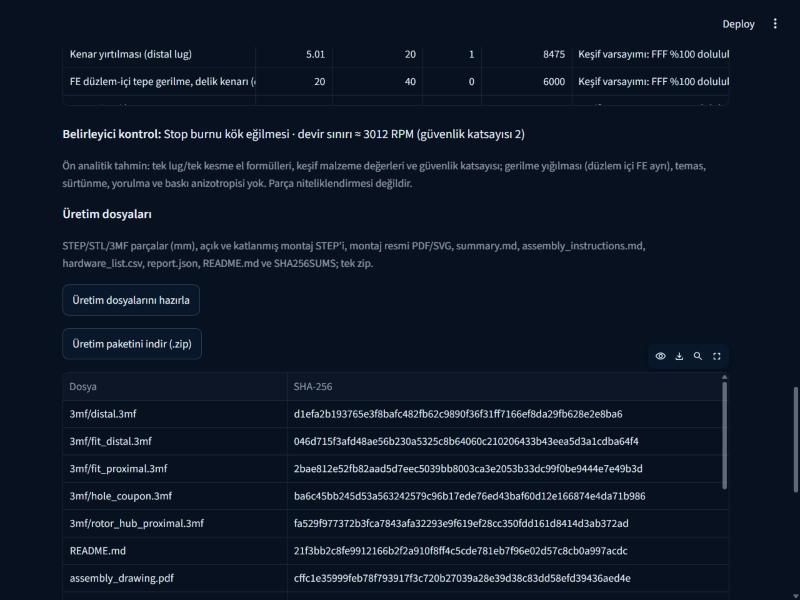 Deploy
Kenar yırtılması (distal lug) 5.01 20 1 8475 Keşif varsayımı: FFF %100 dolulul
FE düzlem-içi tepe gerilme, delik kenarı ( 20 40 0 6000 Keşif varsayımı: FFF %100 dolulul
Belirleyici kontrol: Stop burnu kök eğilmesi · devir sınırı ≈ 3012 RPM (güvenlik katsayısı 2)
Ön analitik tahmin: tek lug/tek kesme el formülleri, keşif malzeme değerleri ve güvenlik katsayısı; gerilme yığılması (düzlem içi FE ayrı), temas,
sürtünme, yorulma ve baskı anizotropisi yok. Parça niteliklendirmesi değildir.
Üretim dosyaları
STEP/STL/3MF parçalar (mm), açık ve katlanmış montaj STEP'i, montaj resmi PDF/SVG, summary.md, assembly_instructions.md,
hardware_list.csv, report.json, README.md ve SHA256SUMS; tek zip.
Üretim dosyalarını hazırla
Üretim paketini indir (.zip)
Dosya SHA-256
3mf/distal.3mf d1efa2b193765e3f8bafc482fb62c9890f36f31ff7166ef8da29fb628e2e8ba6
3mf/fit_distal.3mf 046d715f3afd48ae56b230a5325c8b64060c210206433b43eea5d3a1cdba64f4
3mf/fit_proximal.3mf 2bae812e52fb82aad5d7eec5039bb8003ca3e2053b33dc99f0be9444e7e49b3d
3mf/hole_coupon.3mf ba6c45bb245d53a563242579c96b17ede76ed43baf60d12e166874e4da71b986
3mf/rotor_hub_proximal.3mf fa529f977372b3fca7843afa32293e9f619ef28cc350fdd161d8414d3ab372ad
README.md 21f3bb2c8fe9912166b2f2a910f8ff4c5cde781eb7f96e02d57c8cb0a997acdc
assembly_drawing.pdf cffc1e35999feb78f793917f3c720b27039a28e39d38c83dd58efd39436aed4e